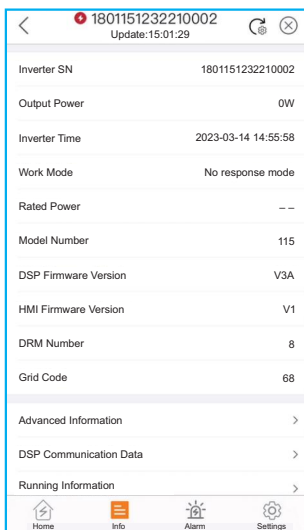 1801151232210002
Update:15:01:29
Inverter SN 1801151232210002
Output Power 0W
Inverter Time 2023-03-14 14:55:58
Work Mode No response mode
Rated Power – –
Model Number 115
DSP Firmware Version V3A
HMI Firmware Version V1
DRM Number 8
Grid Code 68
Advanced Information
DSP Communication Data
Running Information
Home Info Alarm Settings